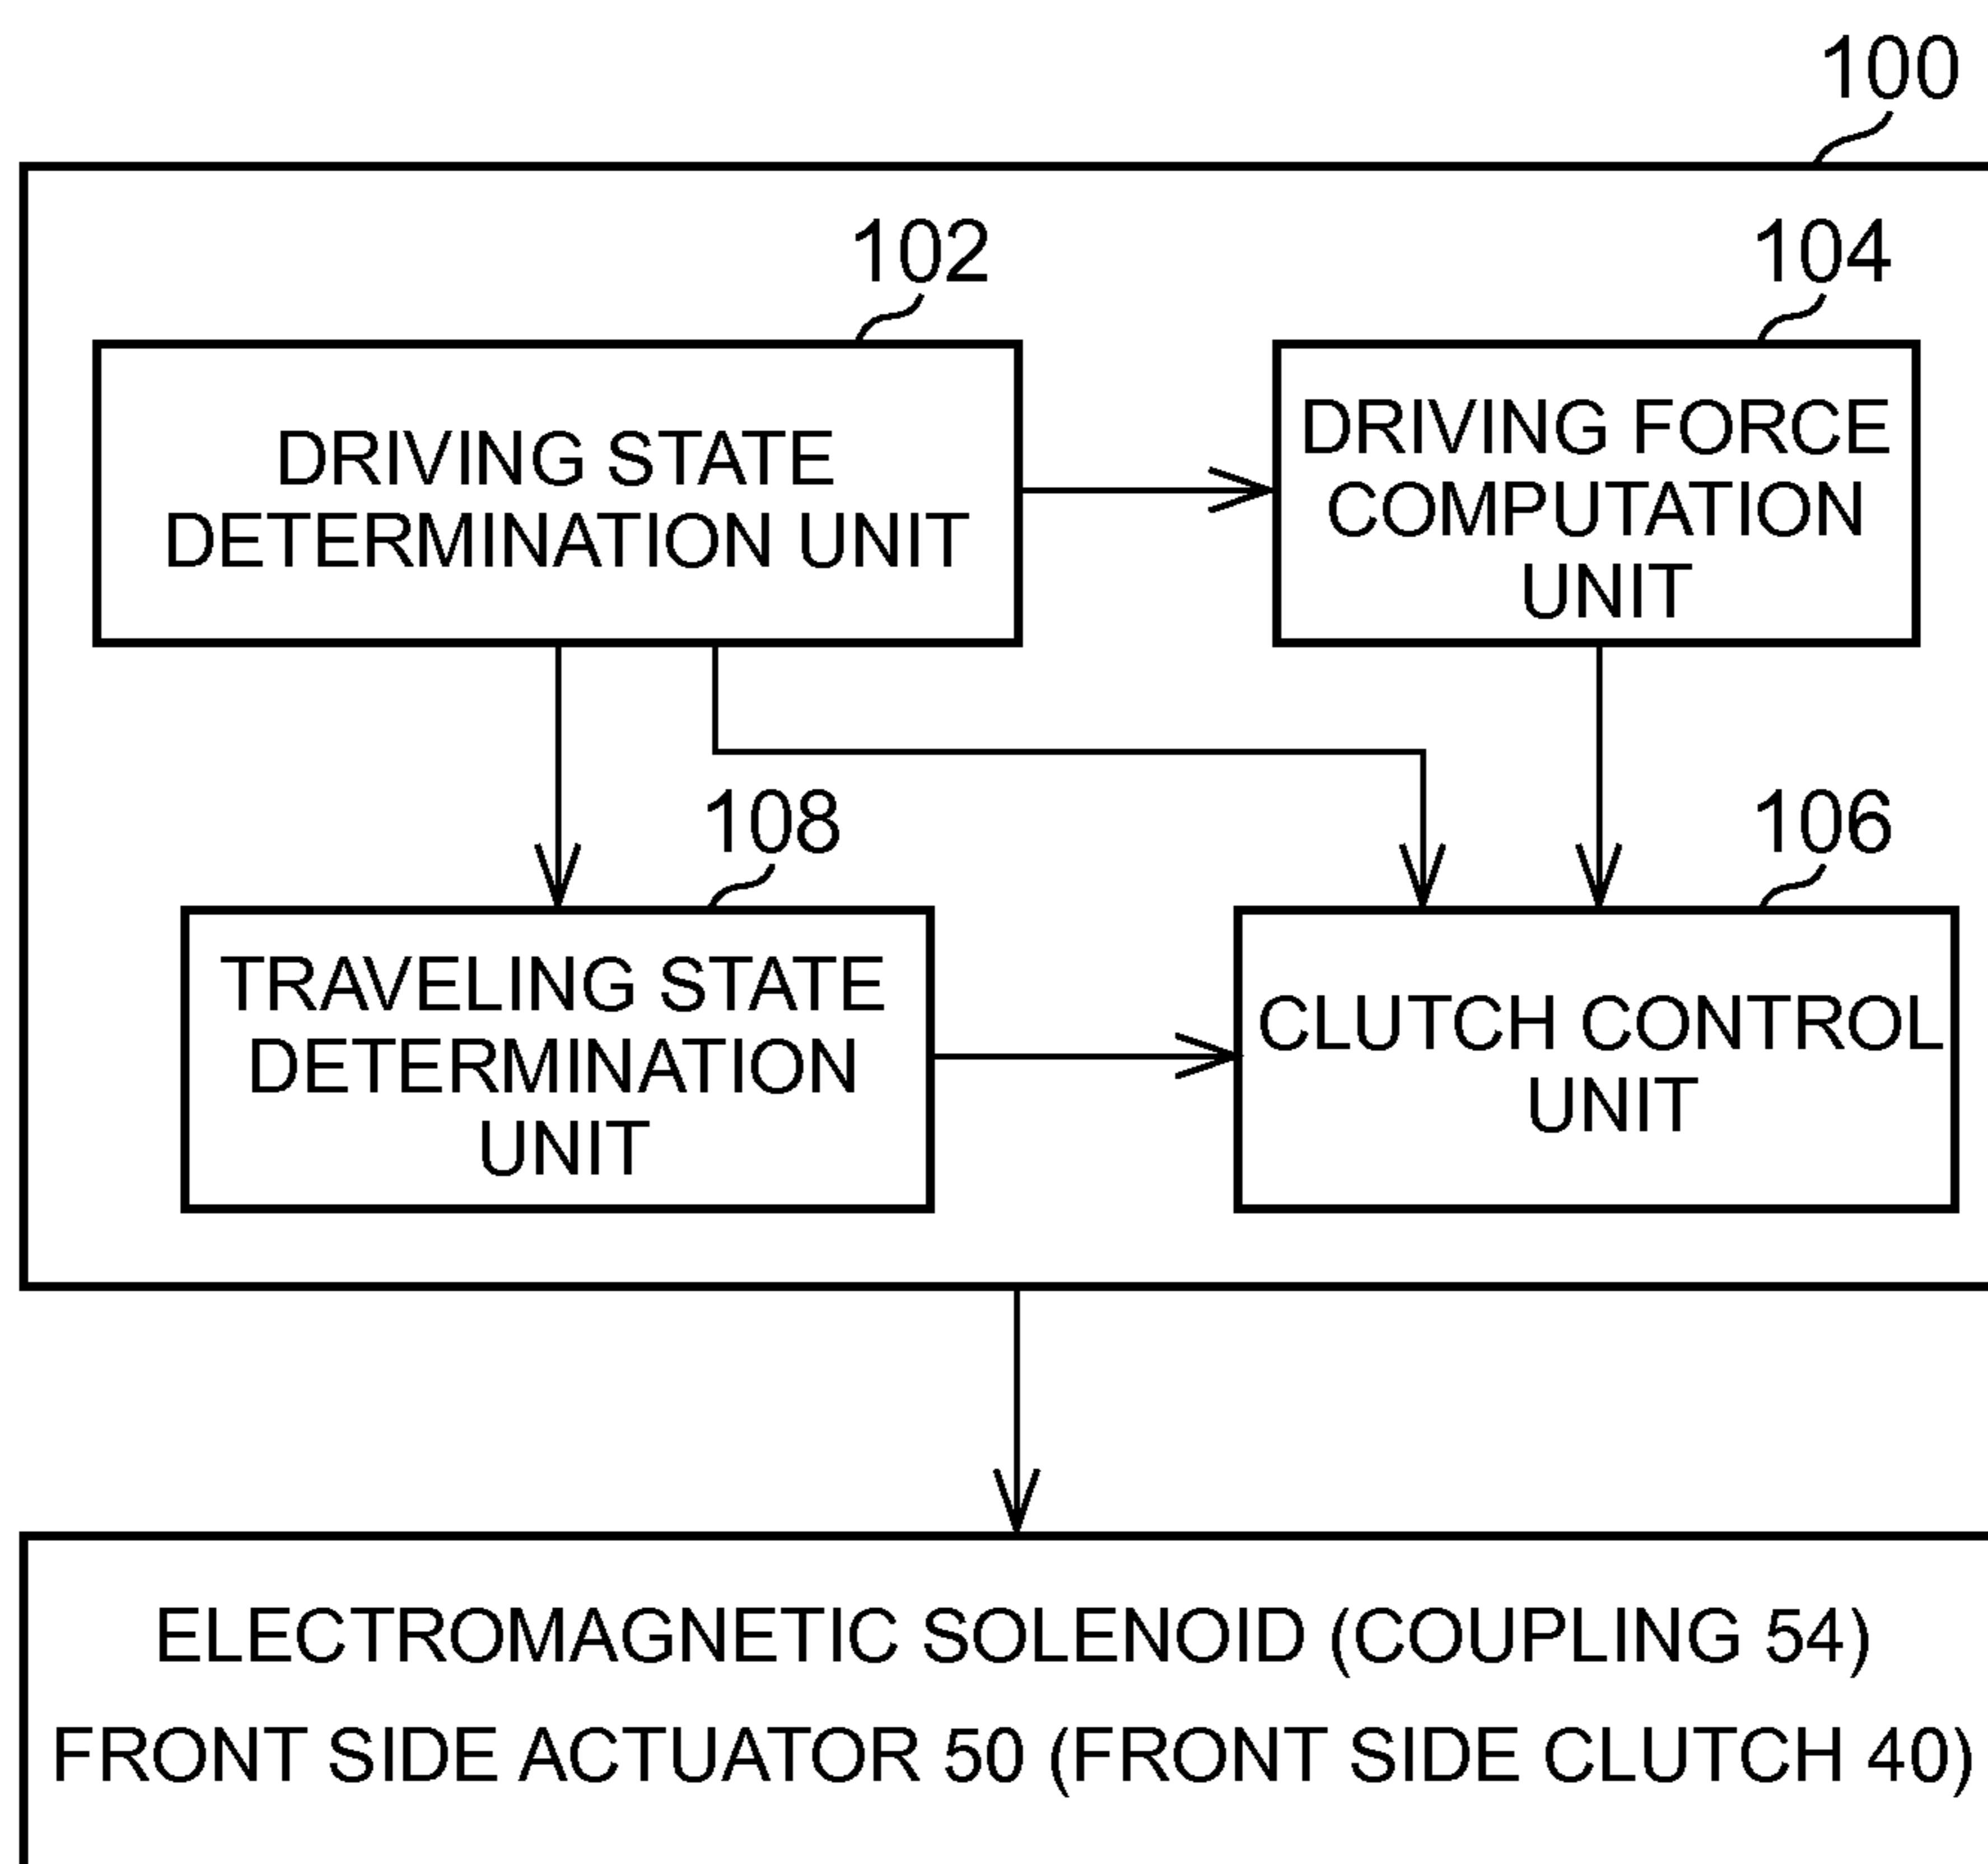 100
102
104
DRIVING STATE
DETERMINATION UNIT
DRIVING FORCE
COMPUTATION
UNIT
108
106
TRAVELING STATE
DETERMINATION
UNIT
CLUTCH CONTROL
UNIT
ELECTROMAGNETIC SOLENOID (COUPLING 54)
FRONT SIDE ACTUATOR 50 (FRONT SIDE CLUTCH 40)